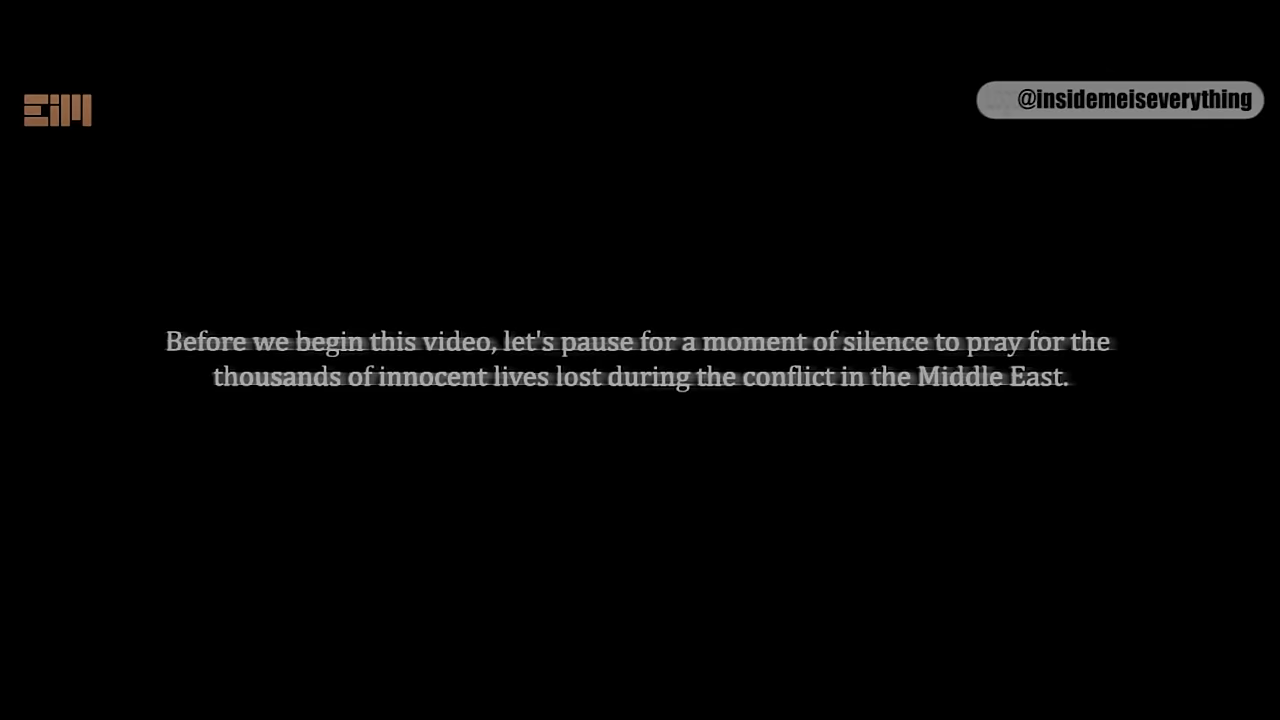 EiM
@insidemeiseverything
Before we begin this video, let's pause for a moment of silence to pray for the
thousands of innocent lives lost during the conflict in the Middle East.